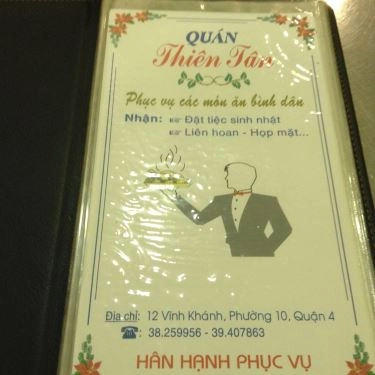 QUÁN
Thiên Tân
Phục vụ các món ăn bình dân
Nhận: ☞ Đặt tiệc sinh nhật
☞ Liên hoan - Họp mặt...
Địa chỉ: 12 Vĩnh Khánh, Phường 10, Quận 4
☎: 38.259956 - 39.407863
HÂN HẠNH PHỤC VỤ